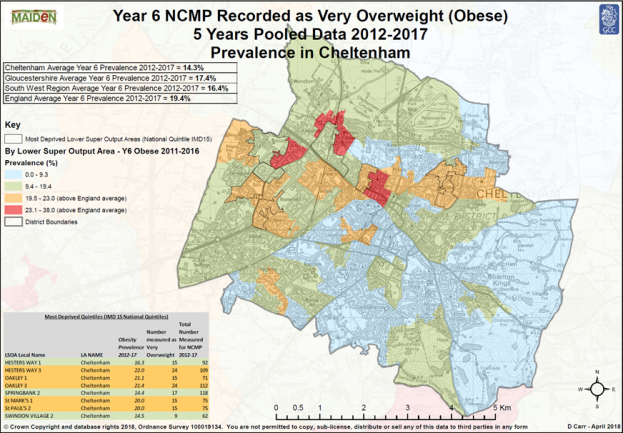 MAIDEN
Year 6 NCMP Recorded as Very Overweight (Obese)
5 Years Pooled Data 2012-2017
Prevalence in Cheltenham
GCC
Cheltenham Average Year 6 Prevalence 2012-2017 = 14.3%
Gloucestershire Average Year 6 Prevalence 2012-2017 = 17.4%
South West Region Average Year 6 Prevalence 2012-2017 = 16.4%
England Average Year 6 Prevalence 2012-2017 = 19.4%
Key
Most Deprived Lower Super Output Areas (National Quintile IMD15)
By Lower Super Output Area - Y6 Obese 2011-2016
Prevalence (%)
0.0 - 9.3
9.4 - 19.4
19.5 - 23.0 (above England average)
23.1 - 38.0 (above England average)
District Boundaries
CHELTENHAM
DISTRICT
Charlton
Kings
Most Deprived Quintiles (IMD 15 National Quintiles)
LSOA Local Name LA NAME Obesity Prevalence 2012-17 Number measured as Very Overweight Total Number Measured for NCMP 2012-17
HESTERS WAY 1 Cheltenham 16.3 15 92
HESTERS WAY 3 Cheltenham 22.0 24 109
OAKLEY 1 Cheltenham 21.1 15 71
OAKLEY 3 Cheltenham 21.4 24 112
SPRINGBANK 2 Cheltenham 14.4 17 118
St MARK'S 1 Cheltenham 20.0 15 75
St PAUL'S 2 Cheltenham 20.0 15 75
SWINDON VILLAGE 2 Cheltenham 14.5 9 62
0 0.5 1 2 3 4 5 Km
N
W E
S
© Crown Copyright and database rights 2018, Ordnance Survey 100019134. You are not permitted to copy, sub-license, distribute or sell any of this data to third parties in any form
D Carr - April 2018